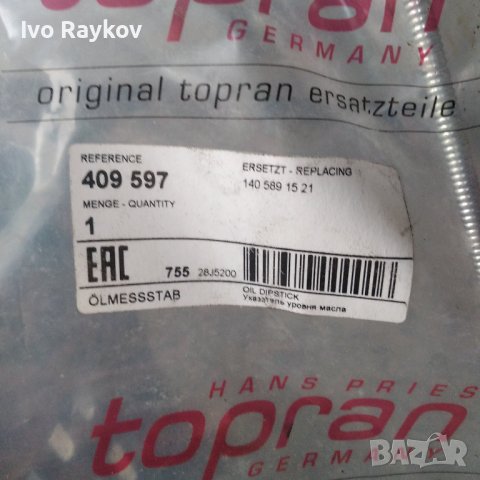 Ivo Raykov
topran
GERMANY
original topran ersatzteile
REFERENCE
409 597
MENGE - QUANTITY
1
ERSETZT - REPLACING
140 589 15 21
EAC
755 28J5200
ÖLMESSSTAB
OIL DIPSTICK
Указатель уровня масла
HANS PRIES
topran
GERMANY
BAZAR